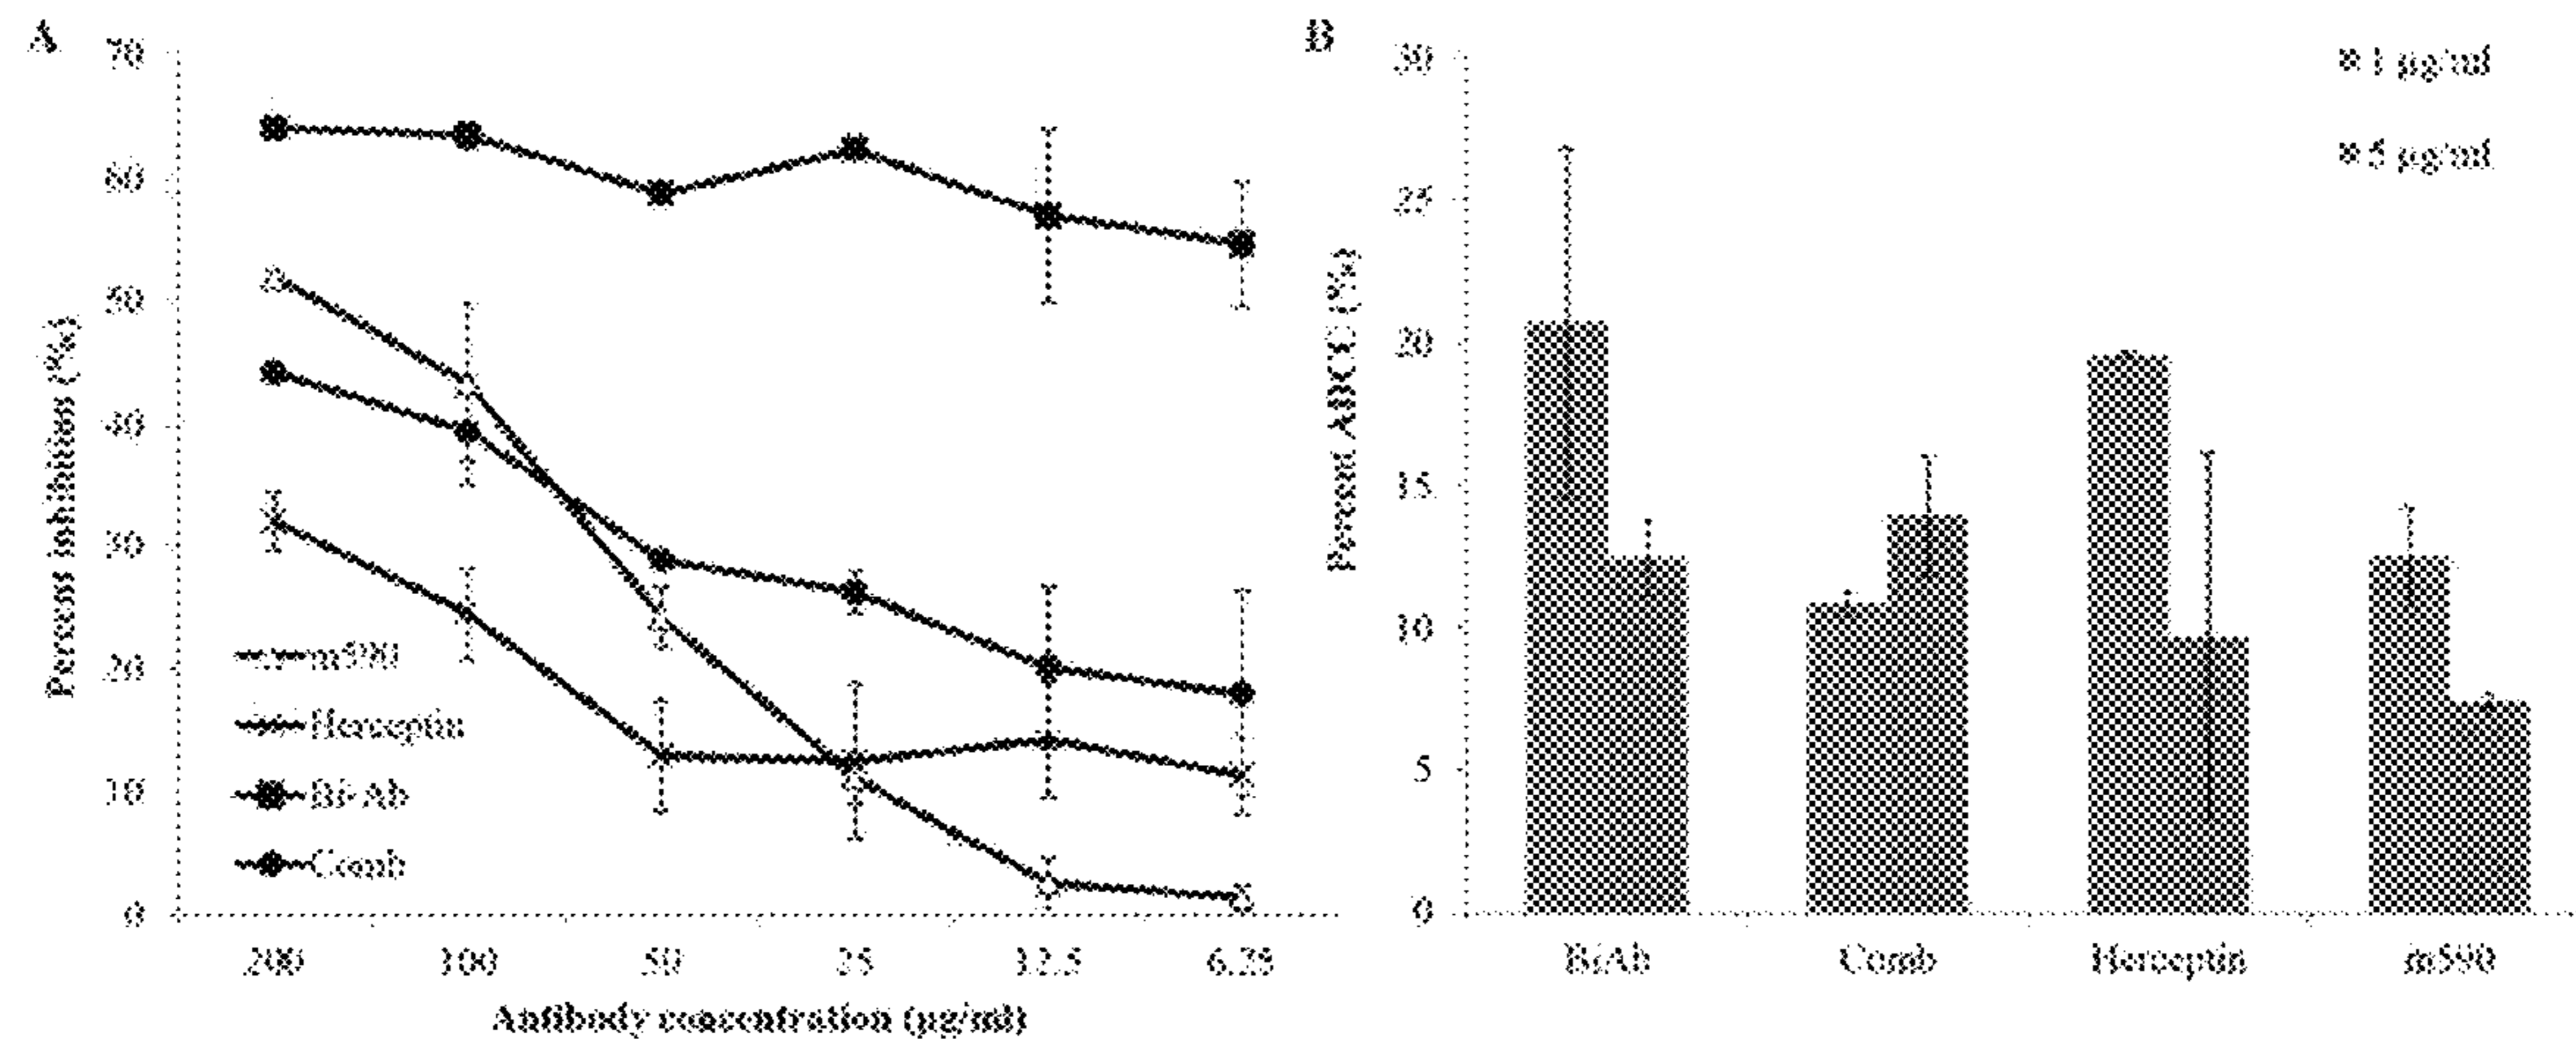 A
70
60
50
40
30
20
10
0
Percent inhibition (%)
m590
Herceptin
Bi-Ab
Comb
200 100 50 25 12.5 6.25
Antibody concentration (μg/ml)
B
30
25
20
15
10
5
0
Percent ADCC (%)
1 μg/ml
5 μg/ml
BiAb Comb Herceptin m590